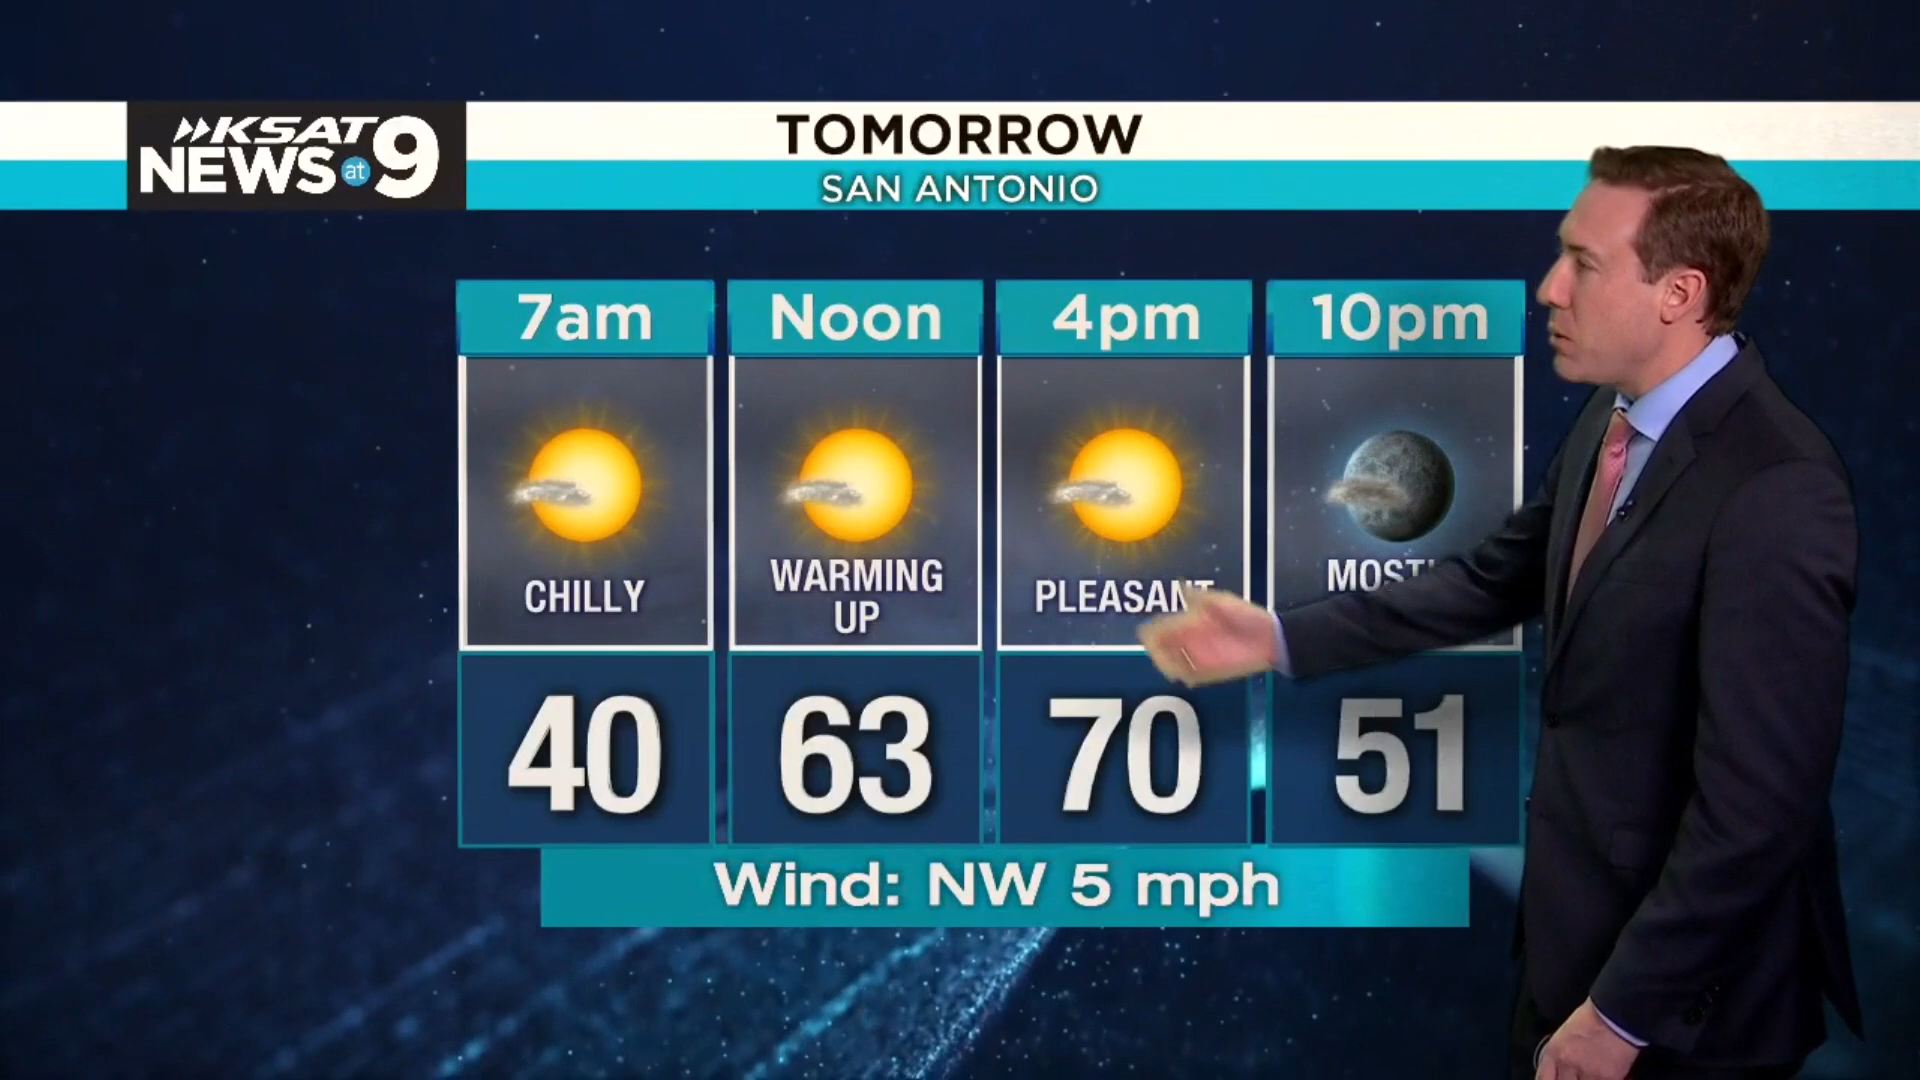 KSAT
NEWS at 9
TOMORROW
SAN ANTONIO
7am
Noon
4pm
10pm
CHILLY
WARMING
UP
PLEASANT
40
63
70
51
Wind: NW 5 mph